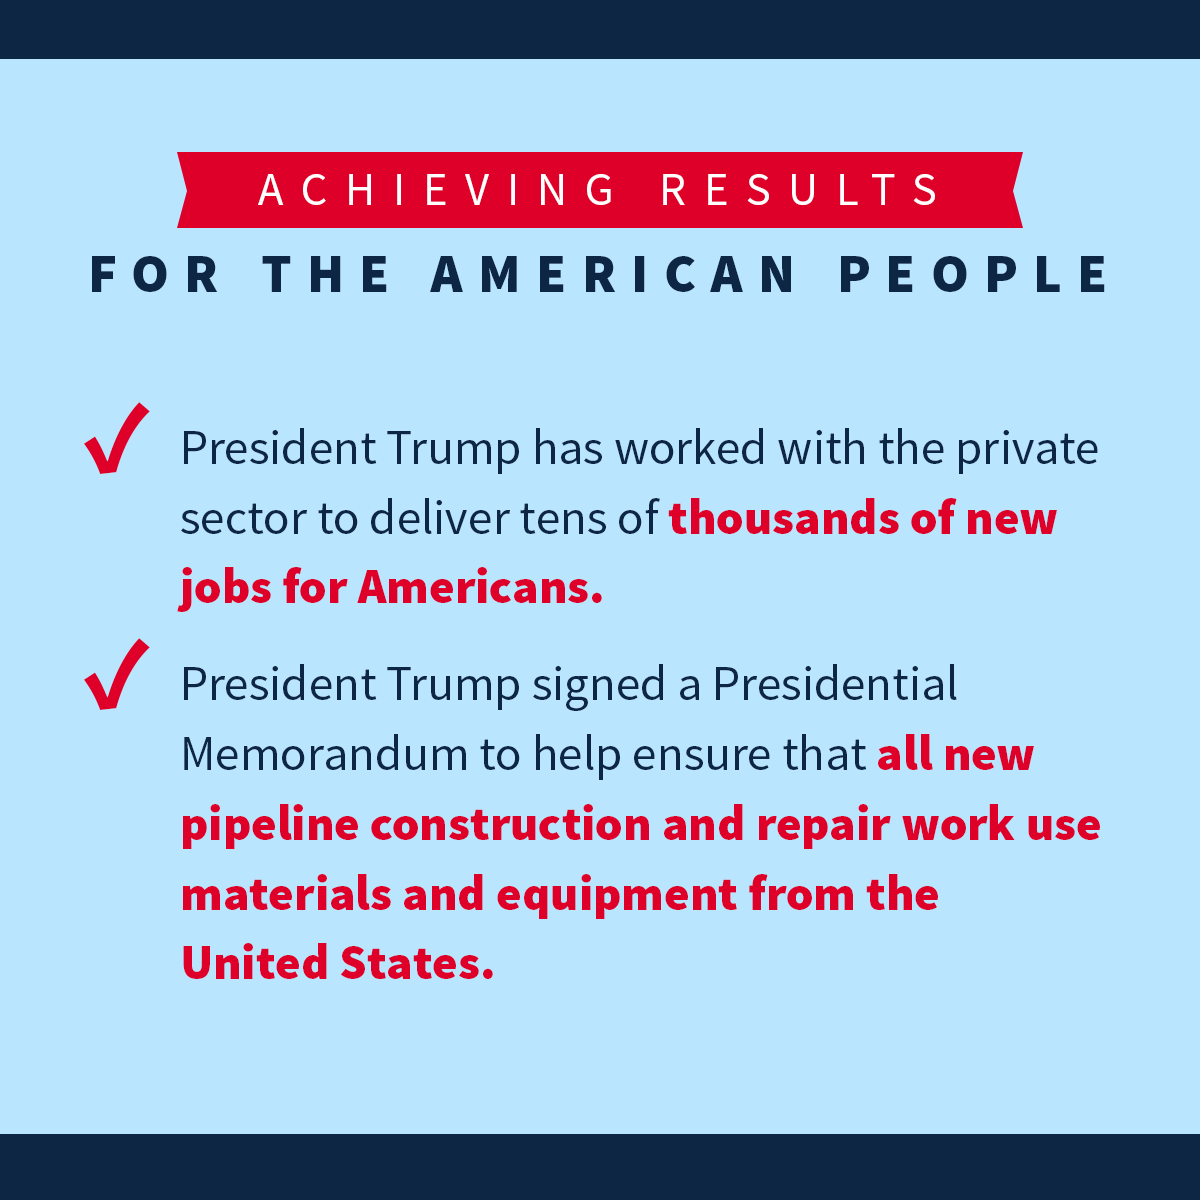 ACHIEVING RESULTS
FOR THE AMERICAN PEOPLE
President Trump has worked with the private
sector to deliver tens of thousands of new
jobs for Americans.
President Trump signed a Presidential
Memorandum to help ensure that all new
pipeline construction and repair work use
materials and equipment from the
United States.